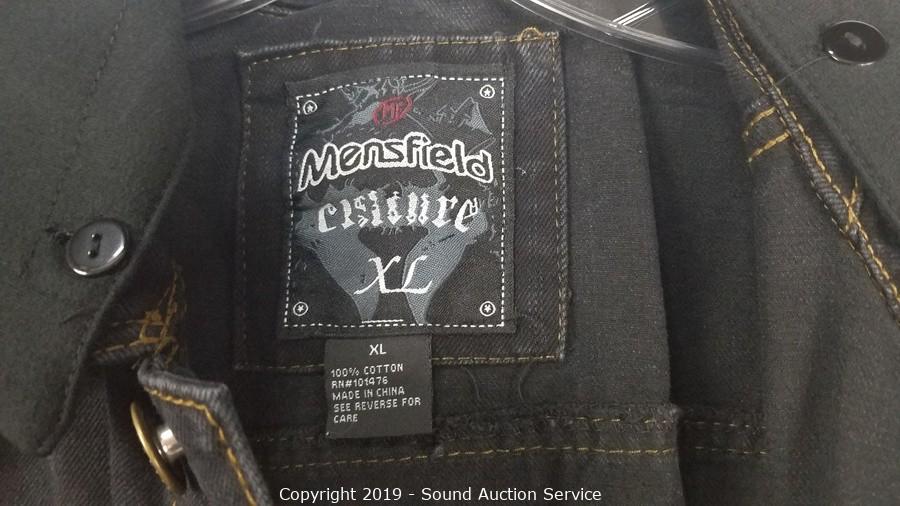 MF
Mensfield
XL
XL
100% COTTON
RN#101476
MADE IN CHINA
SEE REVERSE FOR
CARE
Copyright 2019 - Sound Auction Service